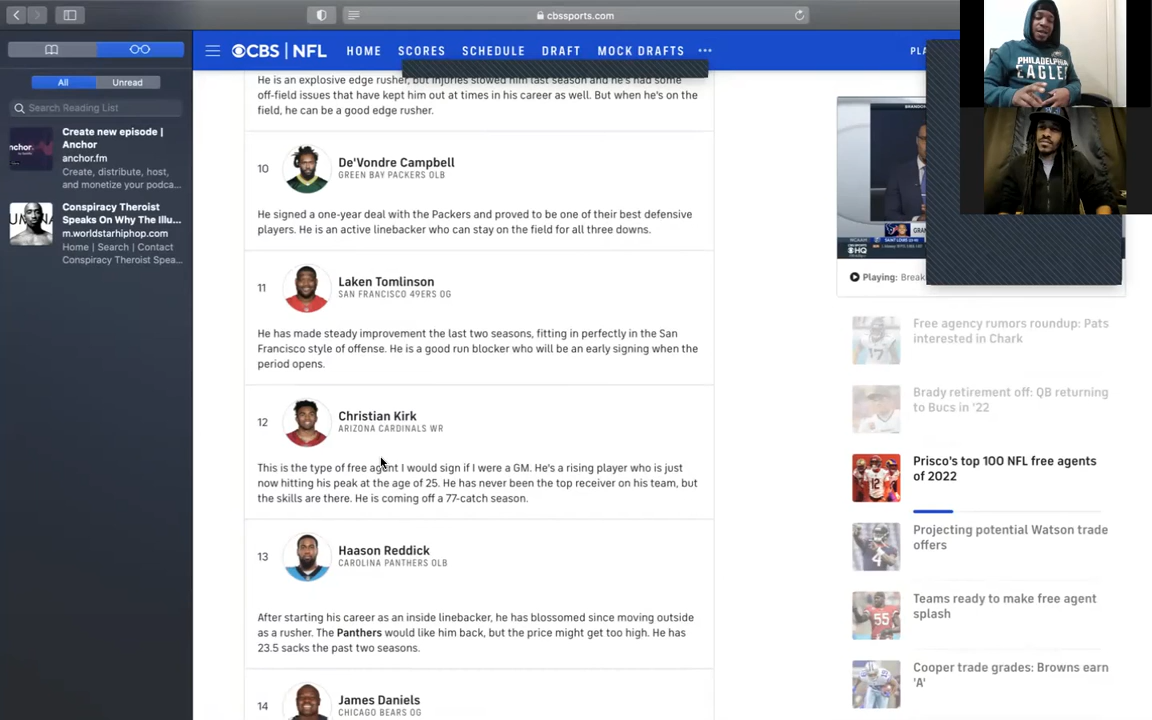 cbssports.com
CBS | NFL HOME SCORES SCHEDULE DRAFT MOCK DRAFTS •••
All Unread
Search Reading List
Create new episode |
Anchor
anchor.fm
Create, distribute, host,
and monetize your podca...
Conspiracy Theroist
Speaks On Why The Illu...
m.worldstarhiphop.com
Home | Search | Contact
Conspiracy Theroist Spea...
He is an explosive edge rusher, but injuries slowed him last season and he's had some
off-field issues that have kept him out at times in his career as well. But when he's on the
field, he can be a good edge rusher.
10
De'Vondre Campbell
GREEN BAY PACKERS OLB
He signed a one-year deal with the Packers and proved to be one of their best defensive
players. He is an active linebacker who can stay on the field for all three downs.
11
Laken Tomlinson
SAN FRANCISCO 49ERS OG
He has made steady improvement the last two seasons, fitting in perfectly in the San
Francisco style of offense. He is a good run blocker who will be an early signing when the
period opens.
12
Christian Kirk
ARIZONA CARDINALS WR
This is the type of free agent I would sign if I were a GM. He's a rising player who is just
now hitting his peak at the age of 25. He has never been the top receiver on his team, but
the skills are there. He is coming off a 77-catch season.
13
Haason Reddick
CAROLINA PANTHERS OLB
After starting his career as an inside linebacker, he has blossomed since moving outside
as a rusher. The Panthers would like him back, but the price might get too high. He has
23.5 sacks the past two seasons.
14
James Daniels
CHICAGO BEARS OG
PHILADELPHIA
EAGLES
HQ
Playing: Break
Free agency rumors roundup: Pats
interested in Chark
Brady retirement off: QB returning
to Bucs in '22
Prisco's top 100 NFL free agents
of 2022
Projecting potential Watson trade
offers
Teams ready to make free agent
splash
Cooper trade grades: Browns earn
'A'